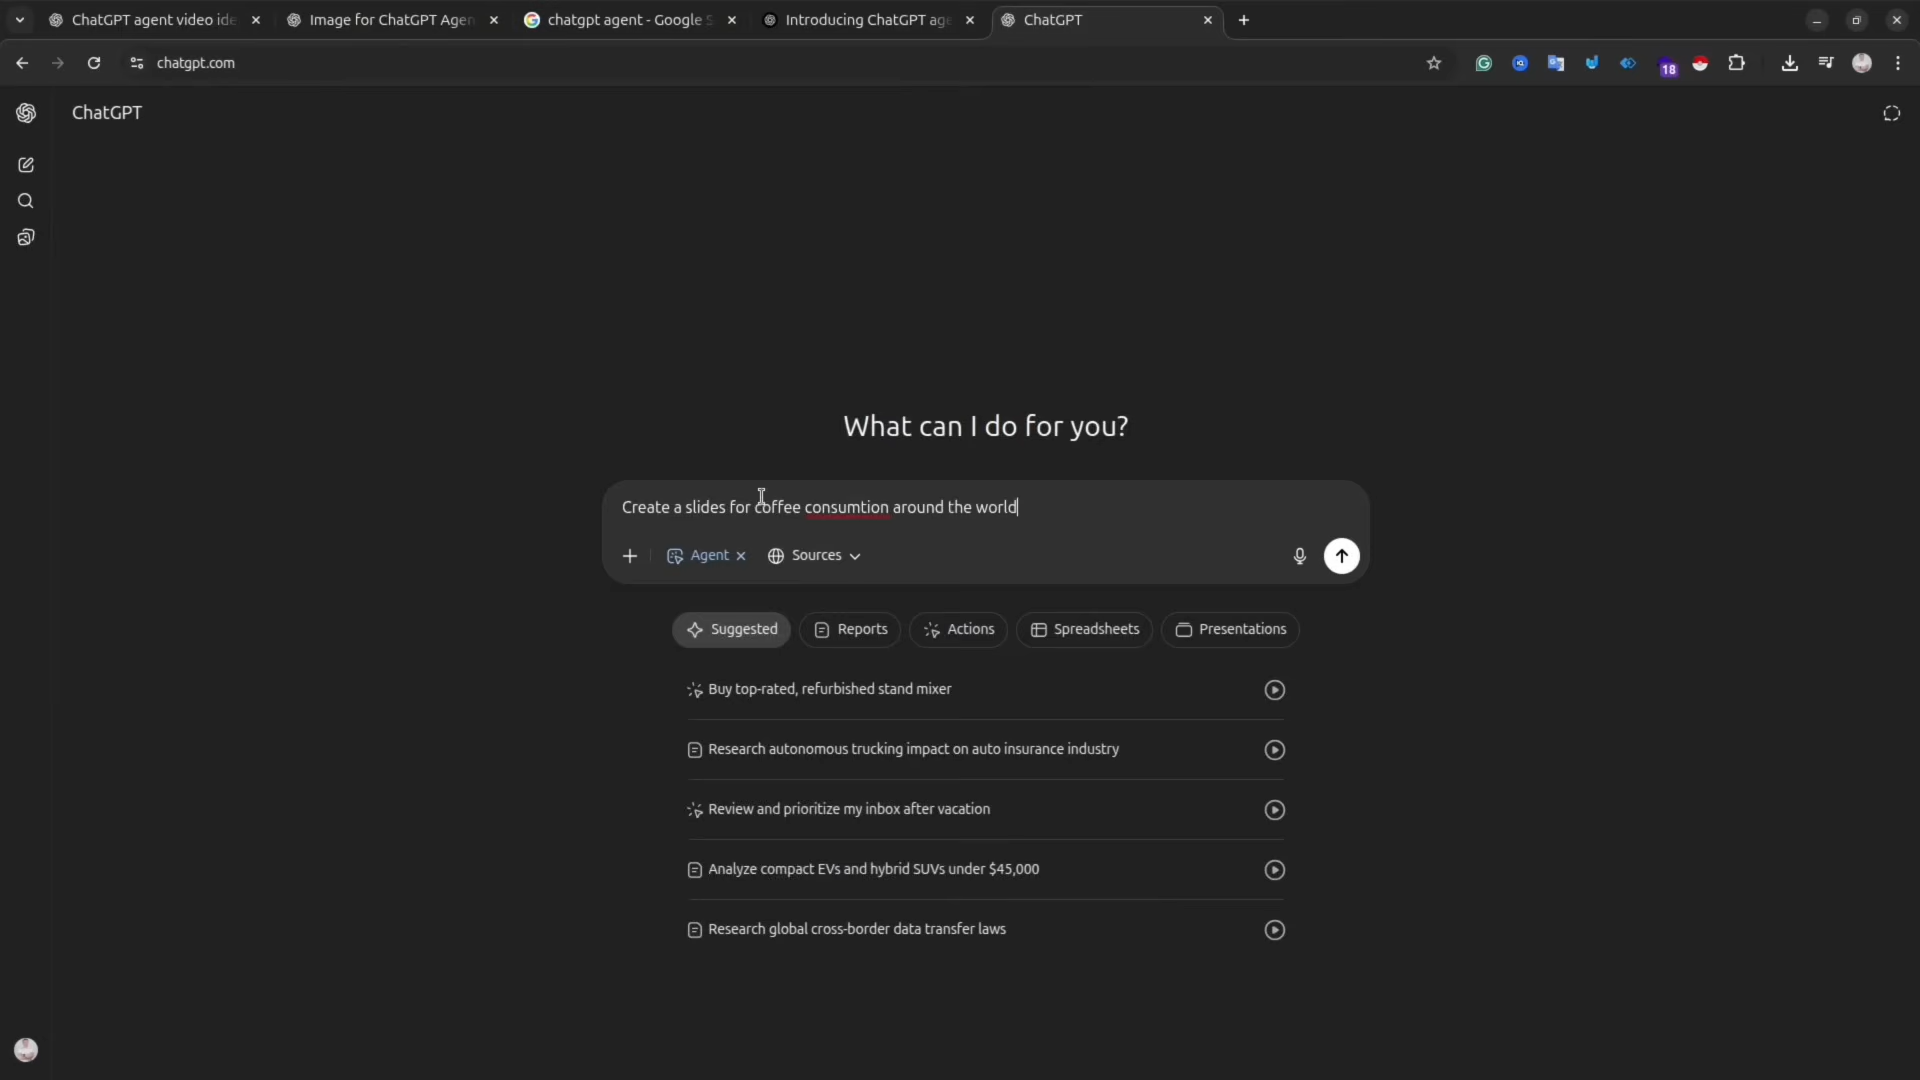 ChatGPT agent video ide
Image for ChatGPT Agen
chatgpt agent - Google S
Introducing ChatGPT age
ChatGPT
chatgpt.com
18
ChatGPT
What can I do for you?
Create a slides for coffee consumtion around the world
Agent
Sources
Suggested
Reports
Actions
Spreadsheets
Presentations
Buy top-rated, refurbished stand mixer
Research autonomous trucking impact on auto insurance industry
Review and prioritize my inbox after vacation
Analyze compact EVs and hybrid SUVs under $45,000
Research global cross-border data transfer laws